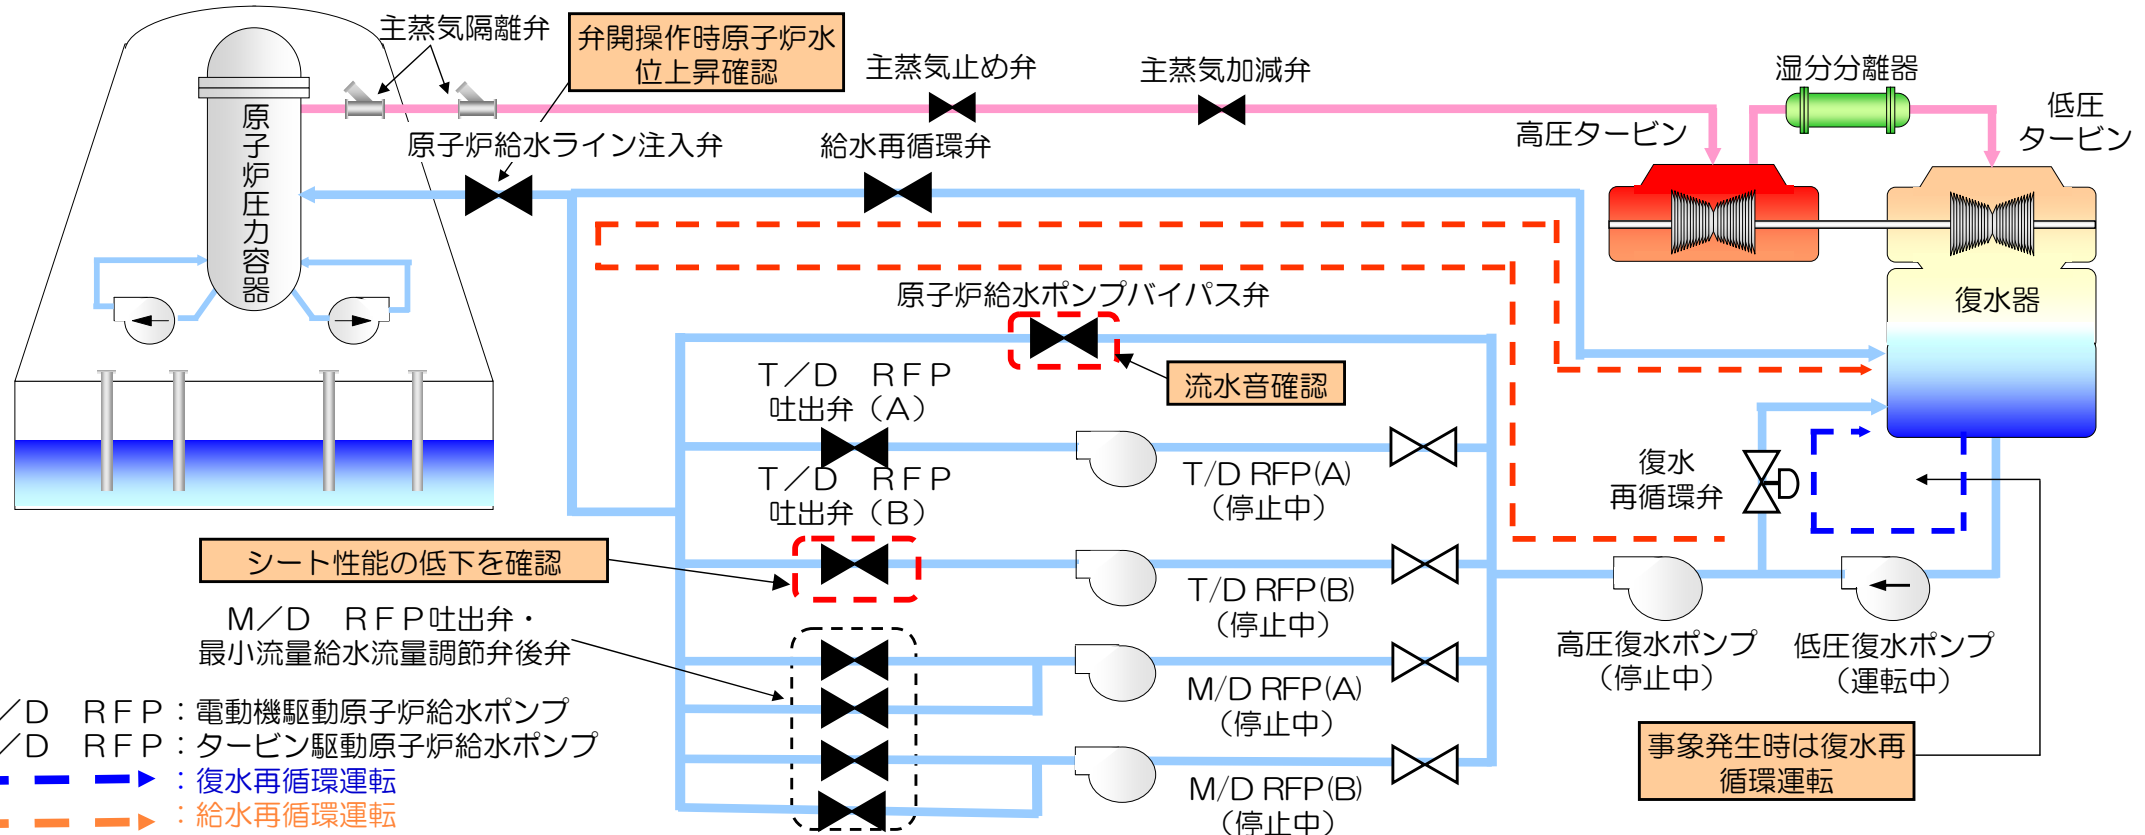 主蒸気隔離弁
弁開操作時原子炉水
位上昇確認
主蒸気止め弁
主蒸気加減弁
湿分分離器
低圧
タービン
高圧タービン
原子炉圧力容器
原子炉給水ライン注入弁
給水再循環弁
復水器
原子炉給水ポンプバイパス弁
流水音確認
T/D RFP
吐出弁(A)
T/D RFP(A)
(停止中)
T/D RFP
吐出弁(B)
復水
再循環弁
シート性能の低下を確認
T/D RFP(B)
(停止中)
M/D RFP吐出弁・
最小流量給水流量調節弁後弁
高圧復水ポンプ
(停止中)
低圧復水ポンプ
(運転中)
M/D RFP(A)
(停止中)
/D RFP:電動機駆動原子炉給水ポンプ
/D RFP:タービン駆動原子炉給水ポンプ
:復水再循環運転
:給水再循環運転
事象発生時は復水再
循環運転
M/D RFP(B)
(停止中)